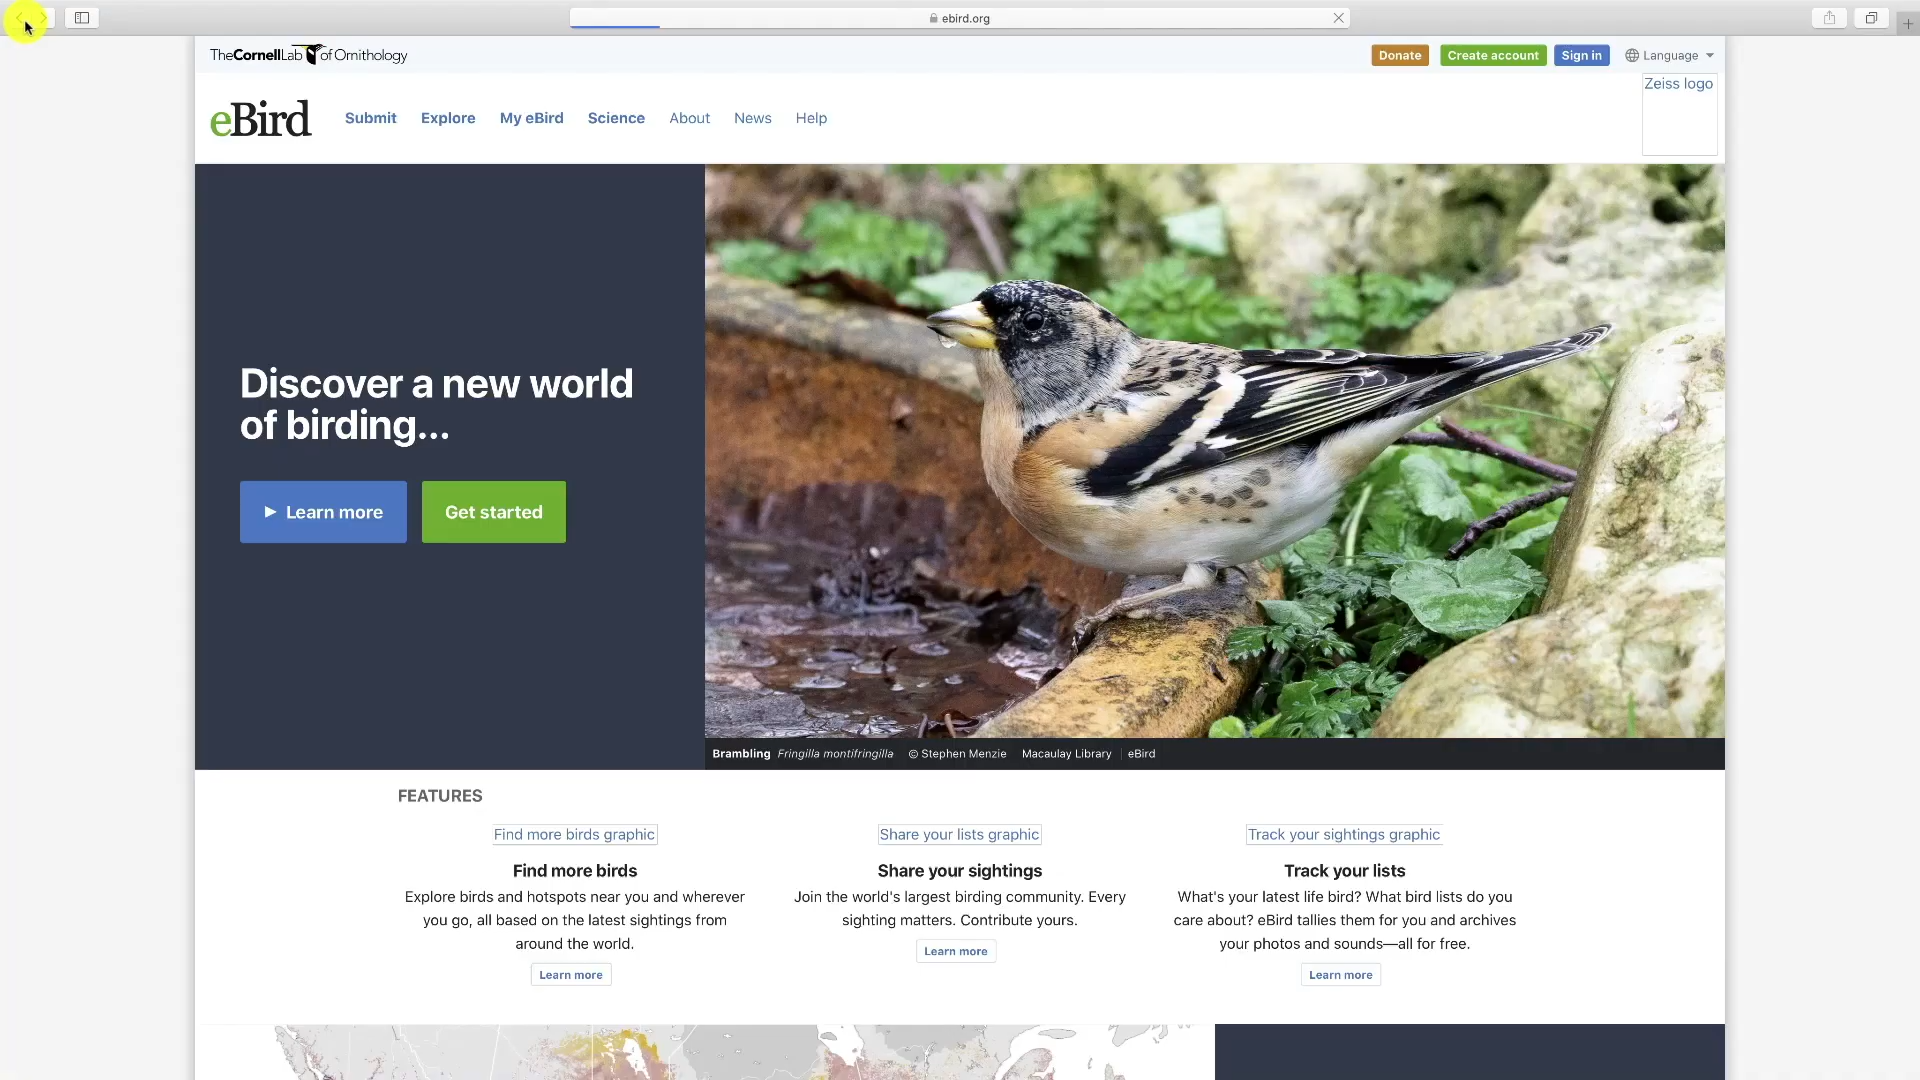 ebird.org
TheCornellLab of Ornithology
Donate
Create account
Sign in
Language
Zeiss logo
eBird
Submit
Explore
My eBird
Science
About
News
Help
Discover a new world
of birding...
Learn more
Get started
Brambling Fringilla montifringilla © Stephen Menzie Macaulay Library eBird
FEATURES
Find more birds graphic
Find more birds
Explore birds and hotspots near you and wherever
you go, all based on the latest sightings from
around the world.
Learn more
Share your lists graphic
Share your sightings
Join the world's largest birding community. Every
sighting matters. Contribute yours.
Learn more
Track your sightings graphic
Track your lists
What's your latest life bird? What bird lists do you
care about? eBird tallies them for you and archives
your photos and sounds—all for free.
Learn more